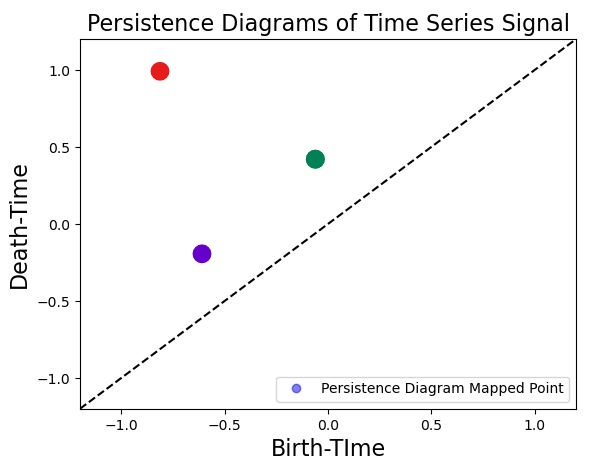 Persistence Diagrams of Time Series Signal
1.0
0.5
0.0
−0.5
−1.0
Death-Time
Persistence Diagram Mapped Point
−1.0 −0.5 0.0 0.5 1.0
Birth-TIme